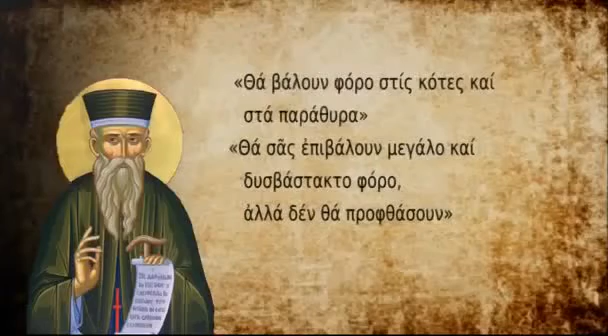 «Θά βάλουν φόρο στίς κότες καί
στά παράθυρα»
«Θά σᾶς ἐπιβάλουν μεγάλο καί
δυσβάστακτο φόρο,
ἀλλά δέν θά προφθάσουν»